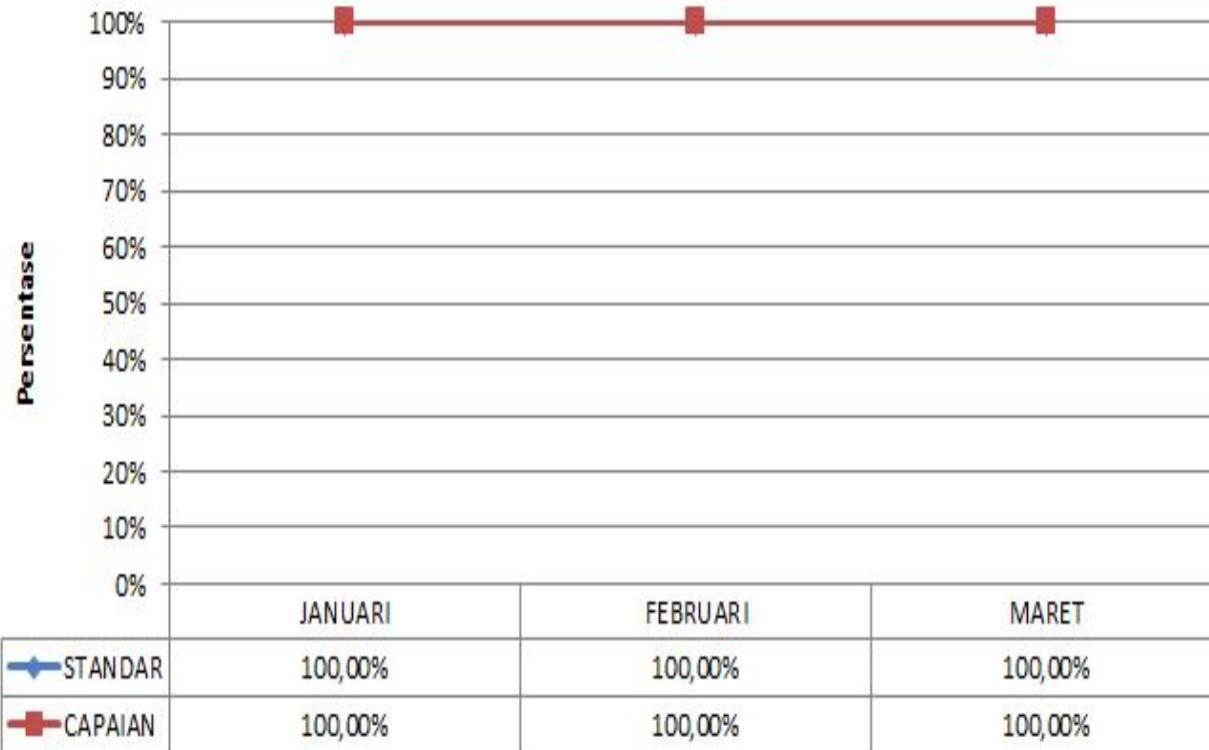 100%
90%
80%
70%
60%
50%
40%
30%
20%
10%
0%
Persentase
JANUARI FEBRUARI MARET
STANDAR 100,00% 100,00% 100,00%
CAPAIAN 100,00% 100,00% 100,00%